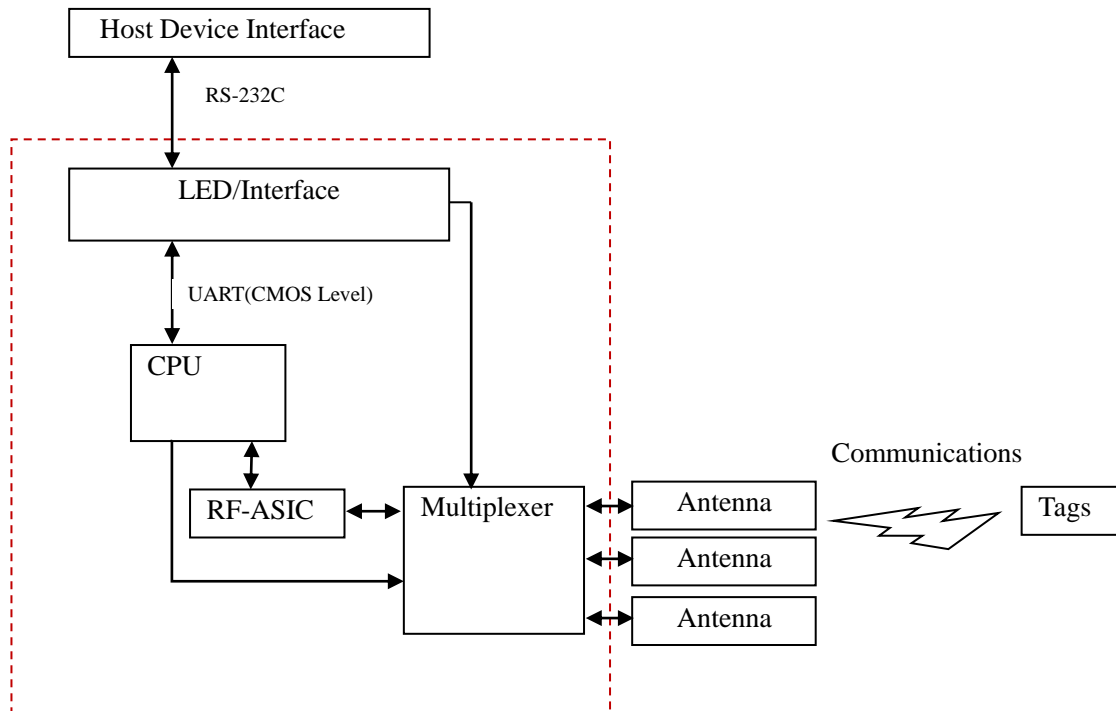 Host Device Interface
RS-232C
LED/Interface
UART(CMOS Level)
CPU
Communications
RF-ASIC
Multiplexer
Antenna
Tags
Antenna
Antenna